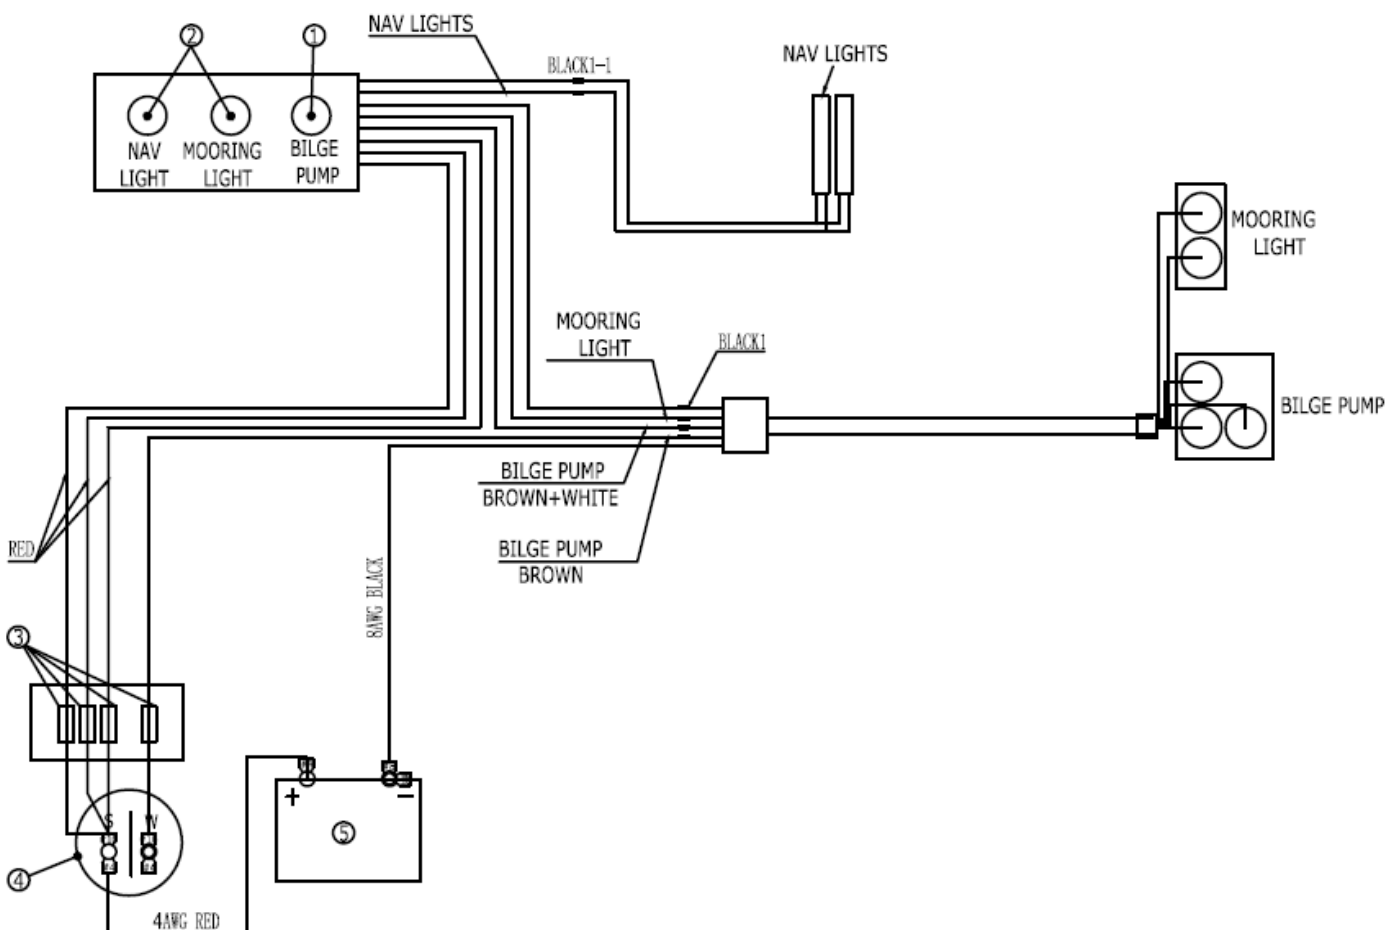 NAV LIGHTS
2
1
BLACK1-1
NAV LIGHTS
NAV
LIGHT
MOORING
LIGHT
BILGE
PUMP
MOORING
LIGHT
MOORING
LIGHT
BLACK1
BILGE PUMP
BILGE PUMP
BROWN+WHITE
RED
BILGE PUMP
BROWN
8AWG BLACK
3
+
−
S
W
5
4
4AWG RED